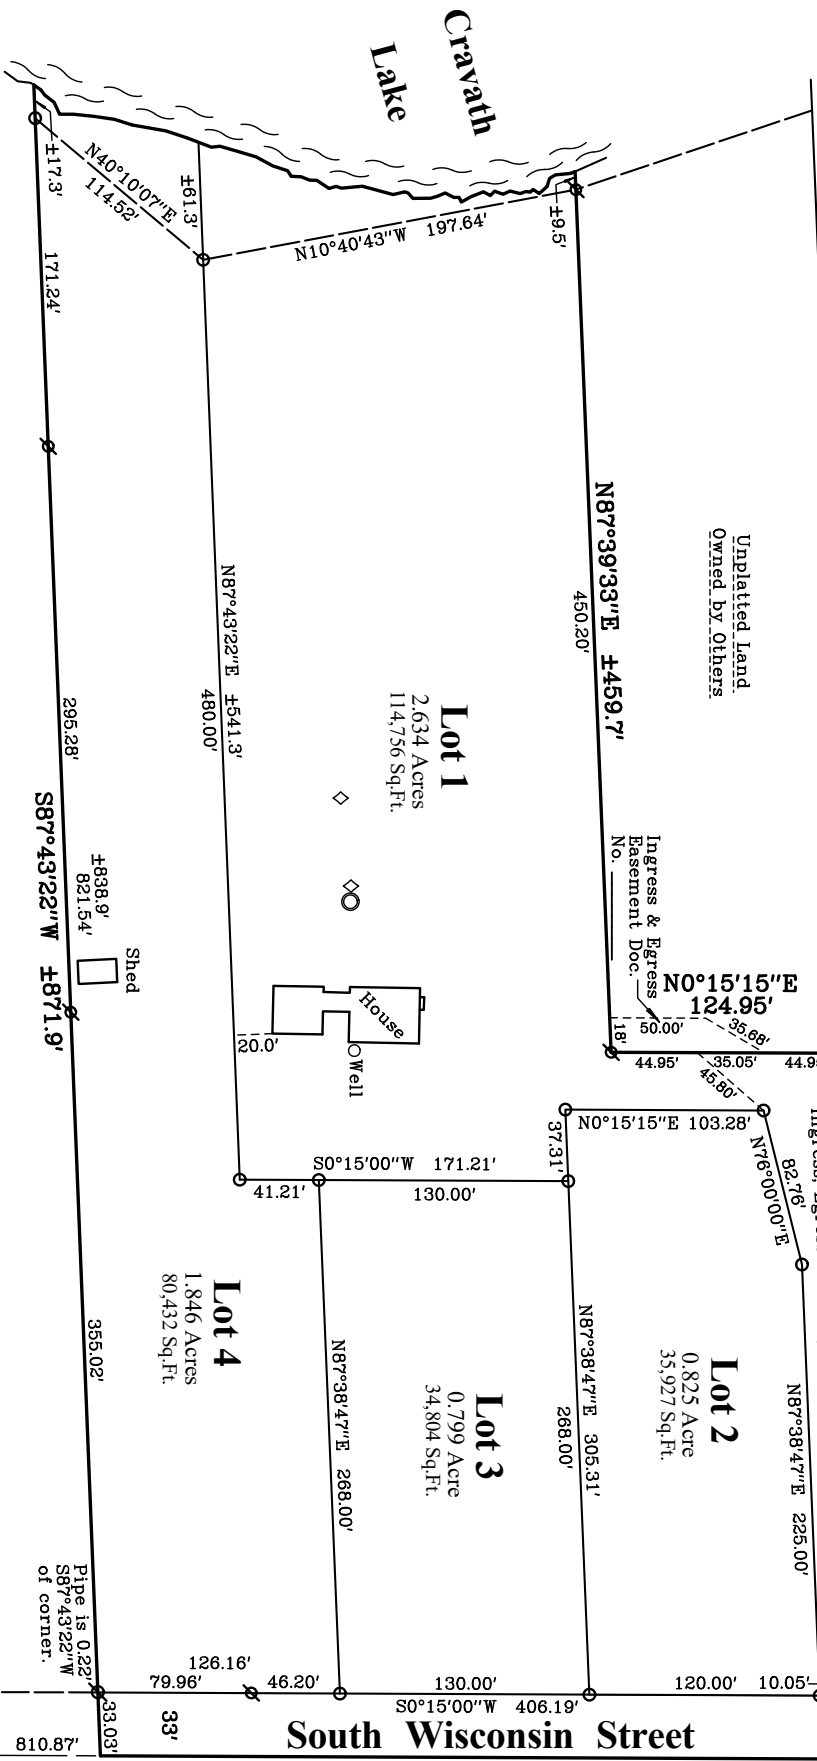 Cravath
Lake
±17.3'
N40°10'07"E
114.52'
±61.3'
N10°40'43"W 197.64'
±9.5'
171.24'
N87°39'33"E ±459.7'
450.20'
Unplatted Land
Owned by Others
N87°43'22"E ±541.3'
480.00'
Lot 1
2.634 Acres
114,756 Sq.Ft.
295.28'
S87°43'22"W ±871.9'
±838.9'
821.54'
Shed
House
Well
20.0'
Ingress & Egress
Easement Doc.
No.
N0°15'15"E
124.95'
18'
50.00'
35.68'
44.95'
35.05'
45.80'
N0°15'15"E 103.28'
37.31'
82.76'
N76°00'00"E
S0°15'00"W 171.21'
41.21'
130.00'
Lot 4
1.846 Acres
80,432 Sq.Ft.
355.02'
N87°38'47"E 268.00'
Lot 3
0.799 Acre
34,804 Sq.Ft.
N87°38'47"E 305.31'
268.00'
Lot 2
0.825 Acre
35,927 Sq.Ft.
N87°38'47"E 225.00'
Pipe is 0.22'
S87°43'22"W
of corner.
126.16'
79.96'
46.20'
130.00'
S0°15'00"W 406.19'
120.00'
10.05'
33.03'
33'
810.87'
South Wisconsin Street